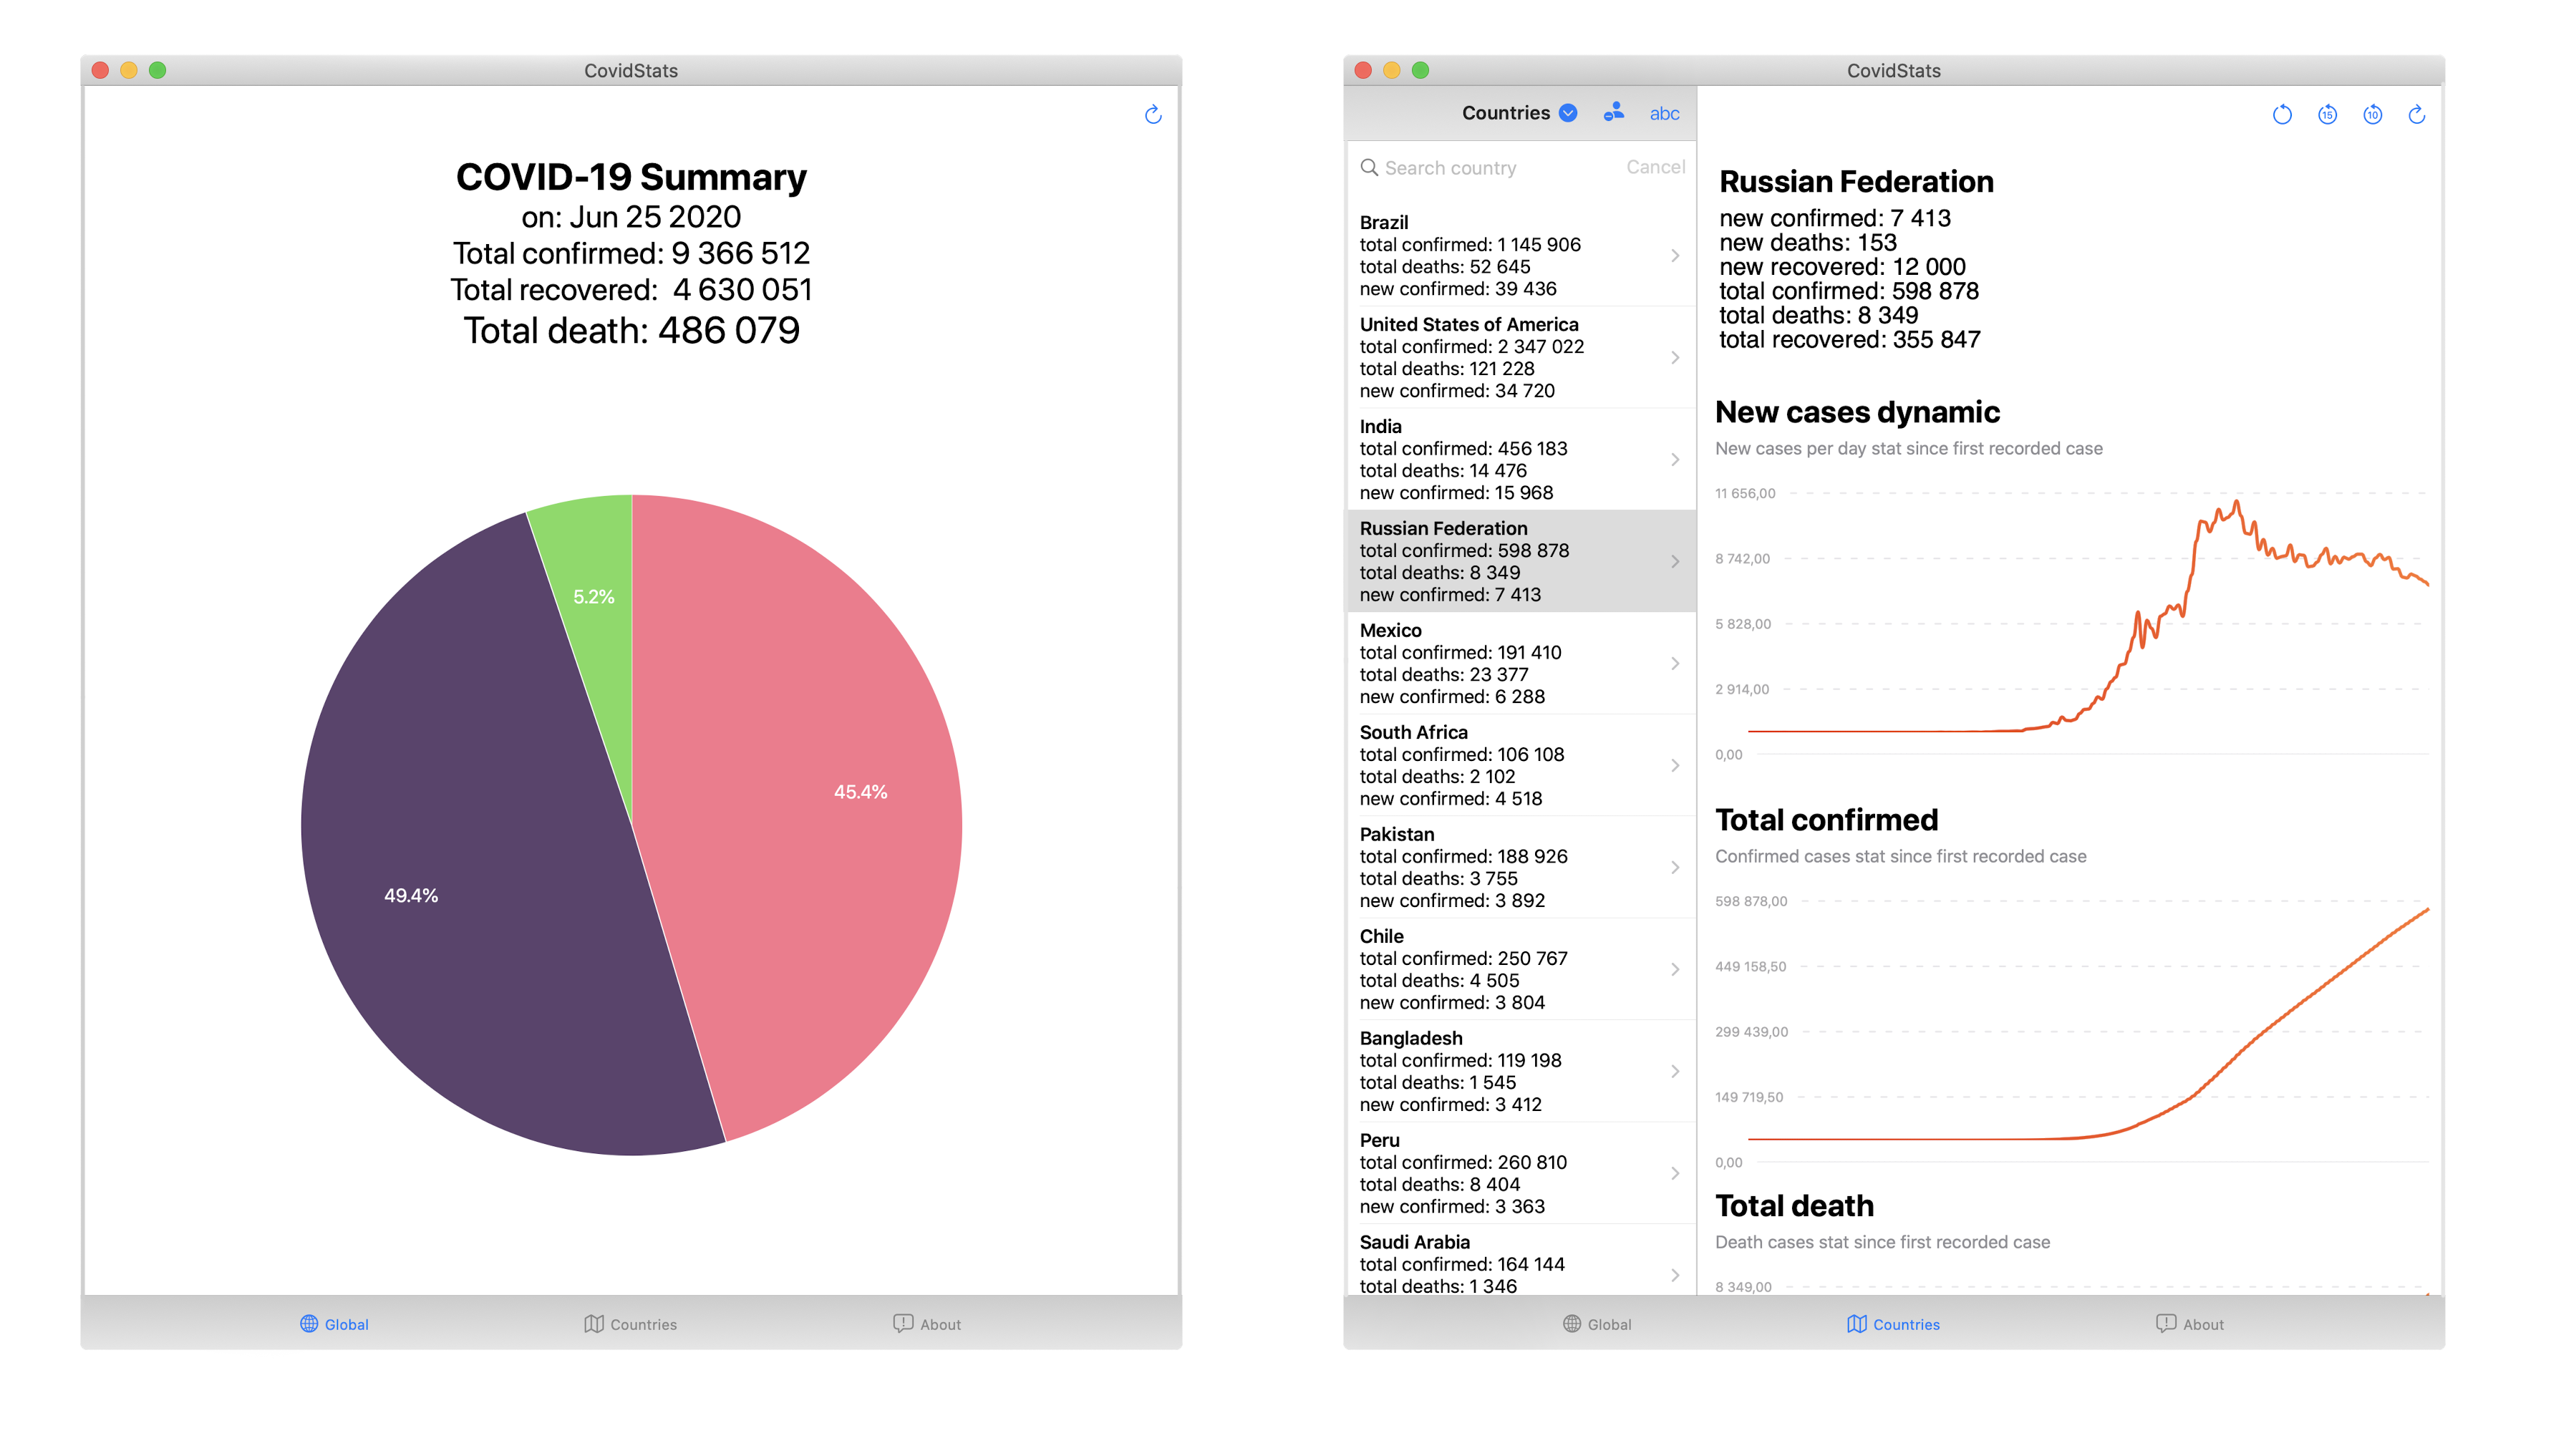 CovidStats
COVID-19 Summary
on: Jun 25 2020
Total confirmed: 9 366 512
Total recovered: 4 630 051
Total death: 486 079
5.2%
45.4%
49.4%
Global
Countries
About
CovidStats
Countries
abc
Search country
Cancel
Brazil
total confirmed: 1 145 906
total deaths: 52 645
new confirmed: 39 436
United States of America
total confirmed: 2 347 022
total deaths: 121 228
new confirmed: 34 720
India
total confirmed: 456 183
total deaths: 14 476
new confirmed: 15 968
Russian Federation
total confirmed: 598 878
total deaths: 8 349
new confirmed: 7 413
Mexico
total confirmed: 191 410
total deaths: 23 377
new confirmed: 6 288
South Africa
total confirmed: 106 108
total deaths: 2 102
new confirmed: 4 518
Pakistan
total confirmed: 188 926
total deaths: 3 755
new confirmed: 3 892
Chile
total confirmed: 250 767
total deaths: 4 505
new confirmed: 3 804
Bangladesh
total confirmed: 119 198
total deaths: 1 545
new confirmed: 3 412
Peru
total confirmed: 260 810
total deaths: 8 404
new confirmed: 3 363
Saudi Arabia
total confirmed: 164 144
total deaths: 1 346
15
10
Russian Federation
new confirmed: 7 413
new deaths: 153
new recovered: 12 000
total confirmed: 598 878
total deaths: 8 349
total recovered: 355 847
New cases dynamic
New cases per day stat since first recorded case
11 656,00
8 742,00
5 828,00
2 914,00
0,00
Total confirmed
Confirmed cases stat since first recorded case
598 878,00
449 158,50
299 439,00
149 719,50
0,00
Total death
Death cases stat since first recorded case
8 349,00
Global
Countries
About